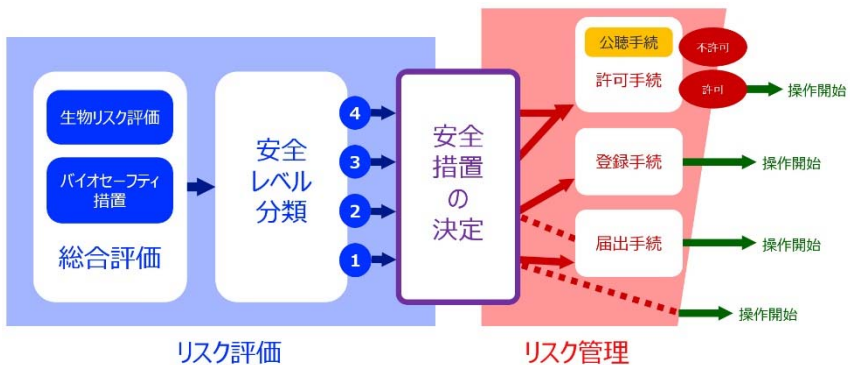 生物リスク評価
バイオセーフティ
措置
総合評価
安全
レベル
分類
4
3
2
1
安全
措置
の
決定
公聴手続
許可手続
不許可
許可
操作開始
登録手続
操作開始
届出手続
操作開始
操作開始
リスク評価
リスク管理